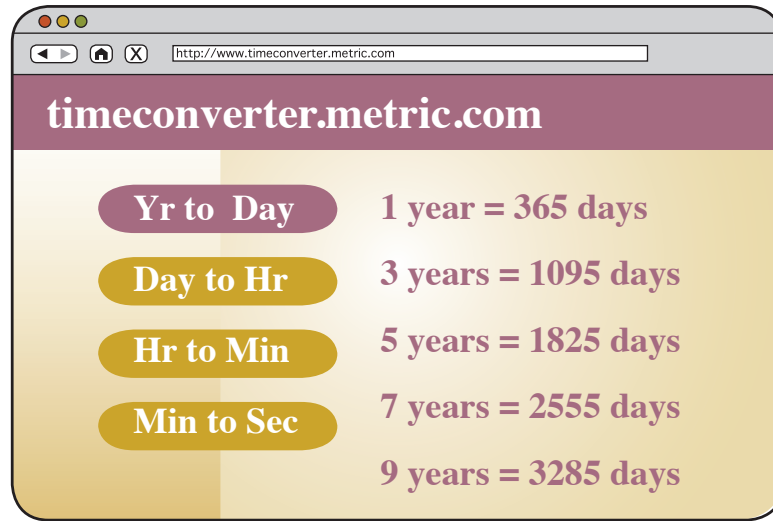 X
http://www.timeconverter.metric.com
timeconverter.metric.com
Yr to Day
Day to Hr
Hr to Min
Min to Sec
1 year = 365 days
3 years = 1095 days
5 years = 1825 days
7 years = 2555 days
9 years = 3285 days